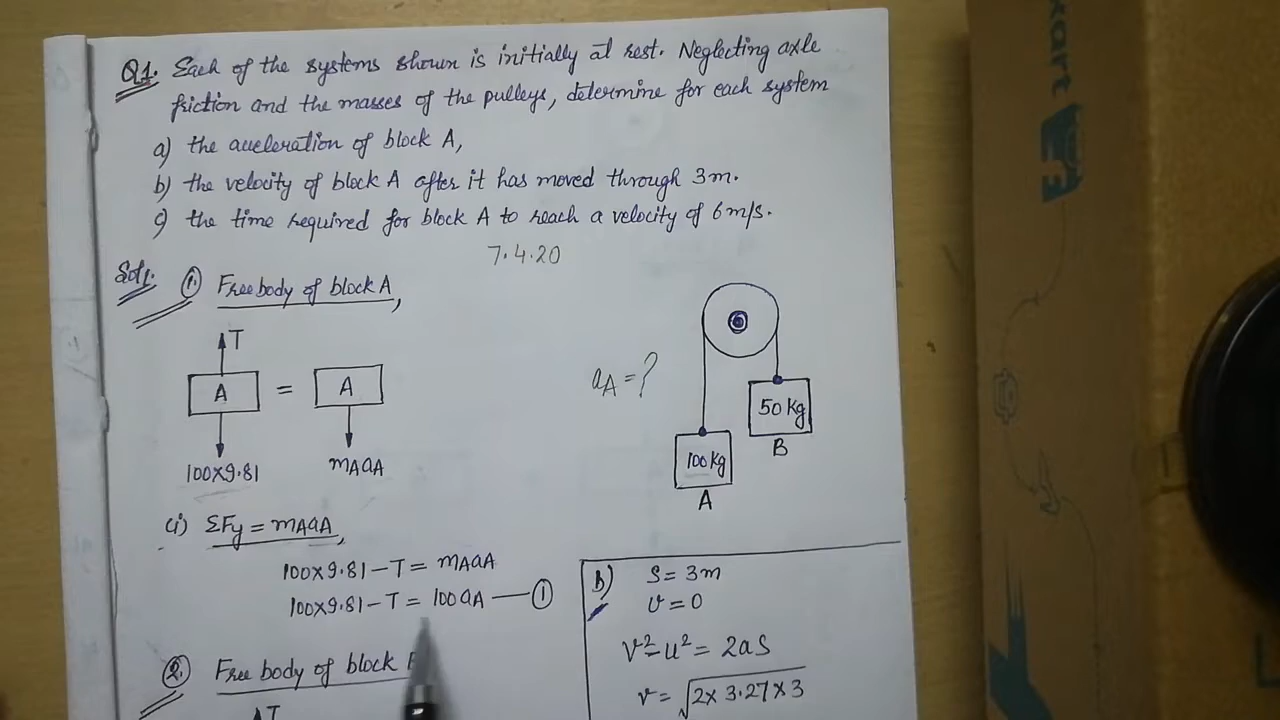 Q1. Each of the systems shown is initially at rest. Neglecting axle
friction and the masses of the pulleys, determine for each system
a) the aucleration of block A,
b) the velocity of block A after it has moved through 3m.
c) the time required for block A to reach a velocity of 6m/s.
7.4.20
Sol1. 1. Free body of block A,
T
A = A
100×9.81 mAaA
aA = ?
50 Kg
B
100 Kg
A
(i) ΣFy = mAaA,
100×9.81 − T = mAaA
100×9.81 − T = 100aA — 1
2. Free body of block
T
b) S = 3m
v = 0
v² − u² = 2aS
v = √2 × 3.27 × 3